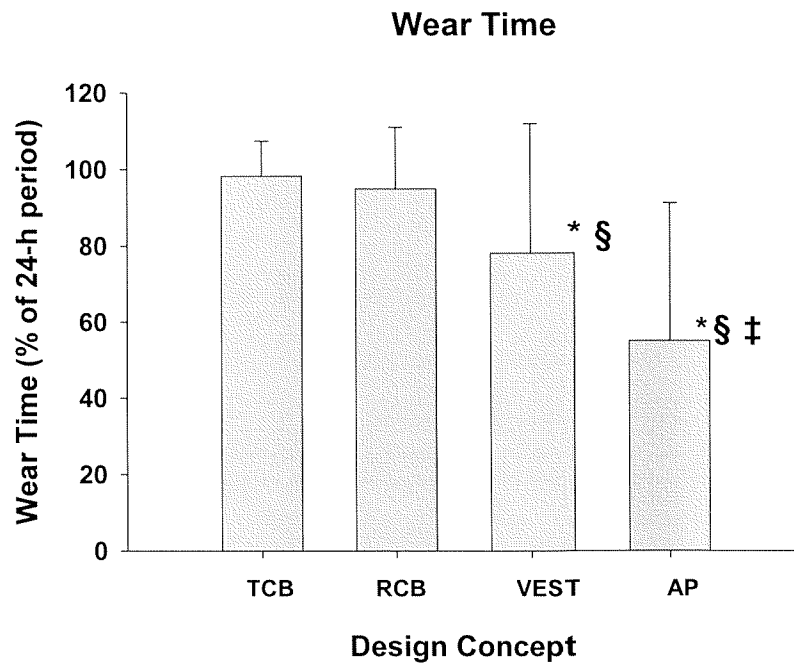 Wear Time
Wear Time (% of 24-h period)
120
100
80
60
40
20
0
* §
*§ ‡
TCB RCB VEST AP
Design Concept